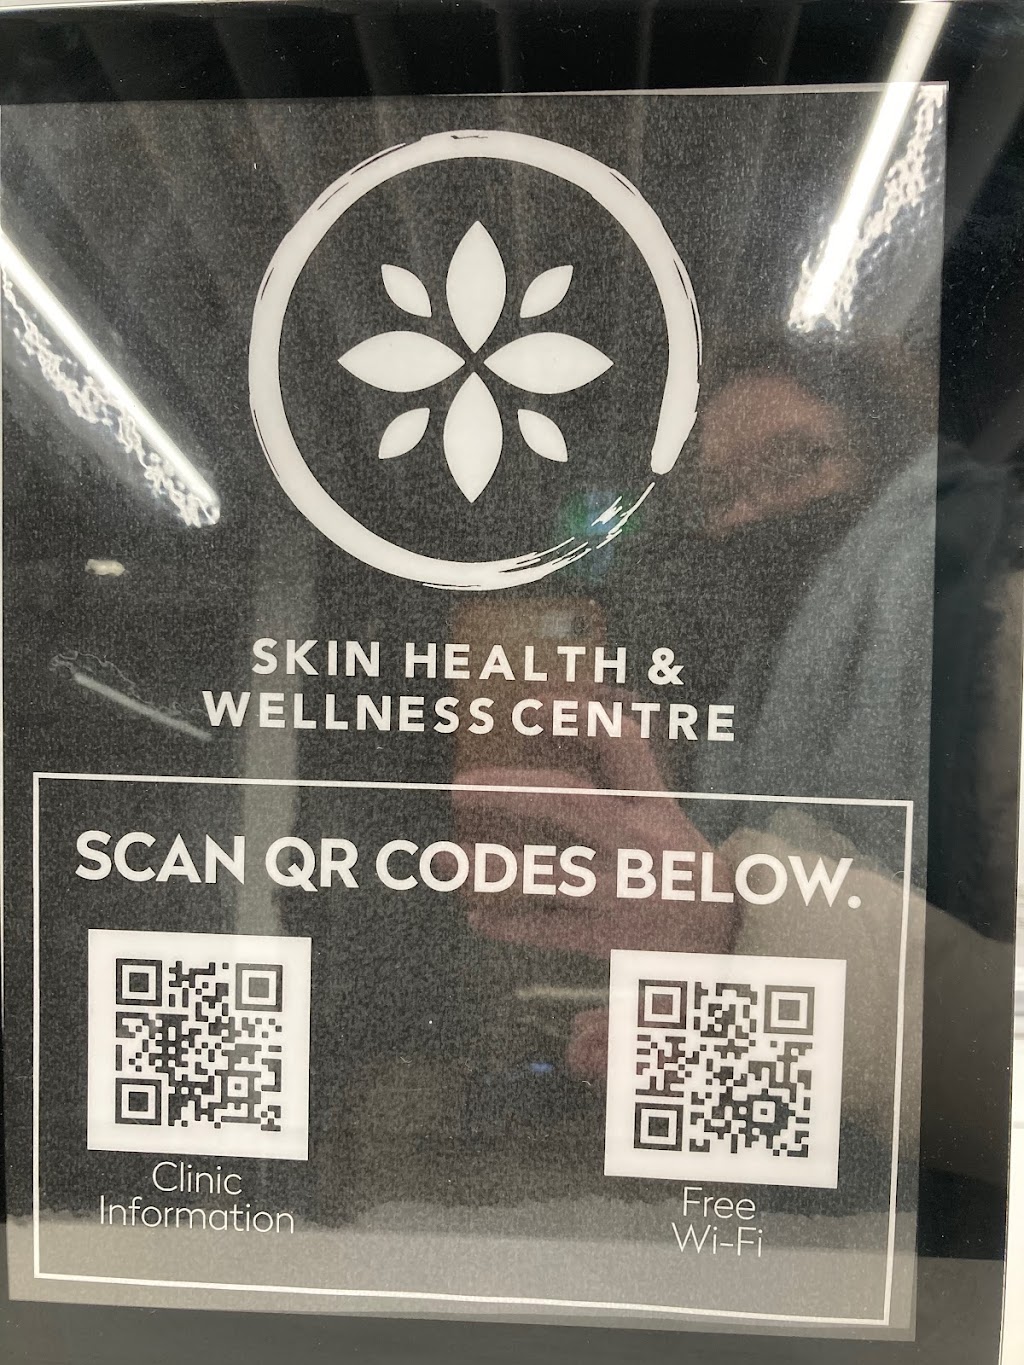 SKIN HEALTH &
WELLNESS CENTRE
SCAN QR CODES BELOW.
Clinic
Information
Free
Wi-Fi